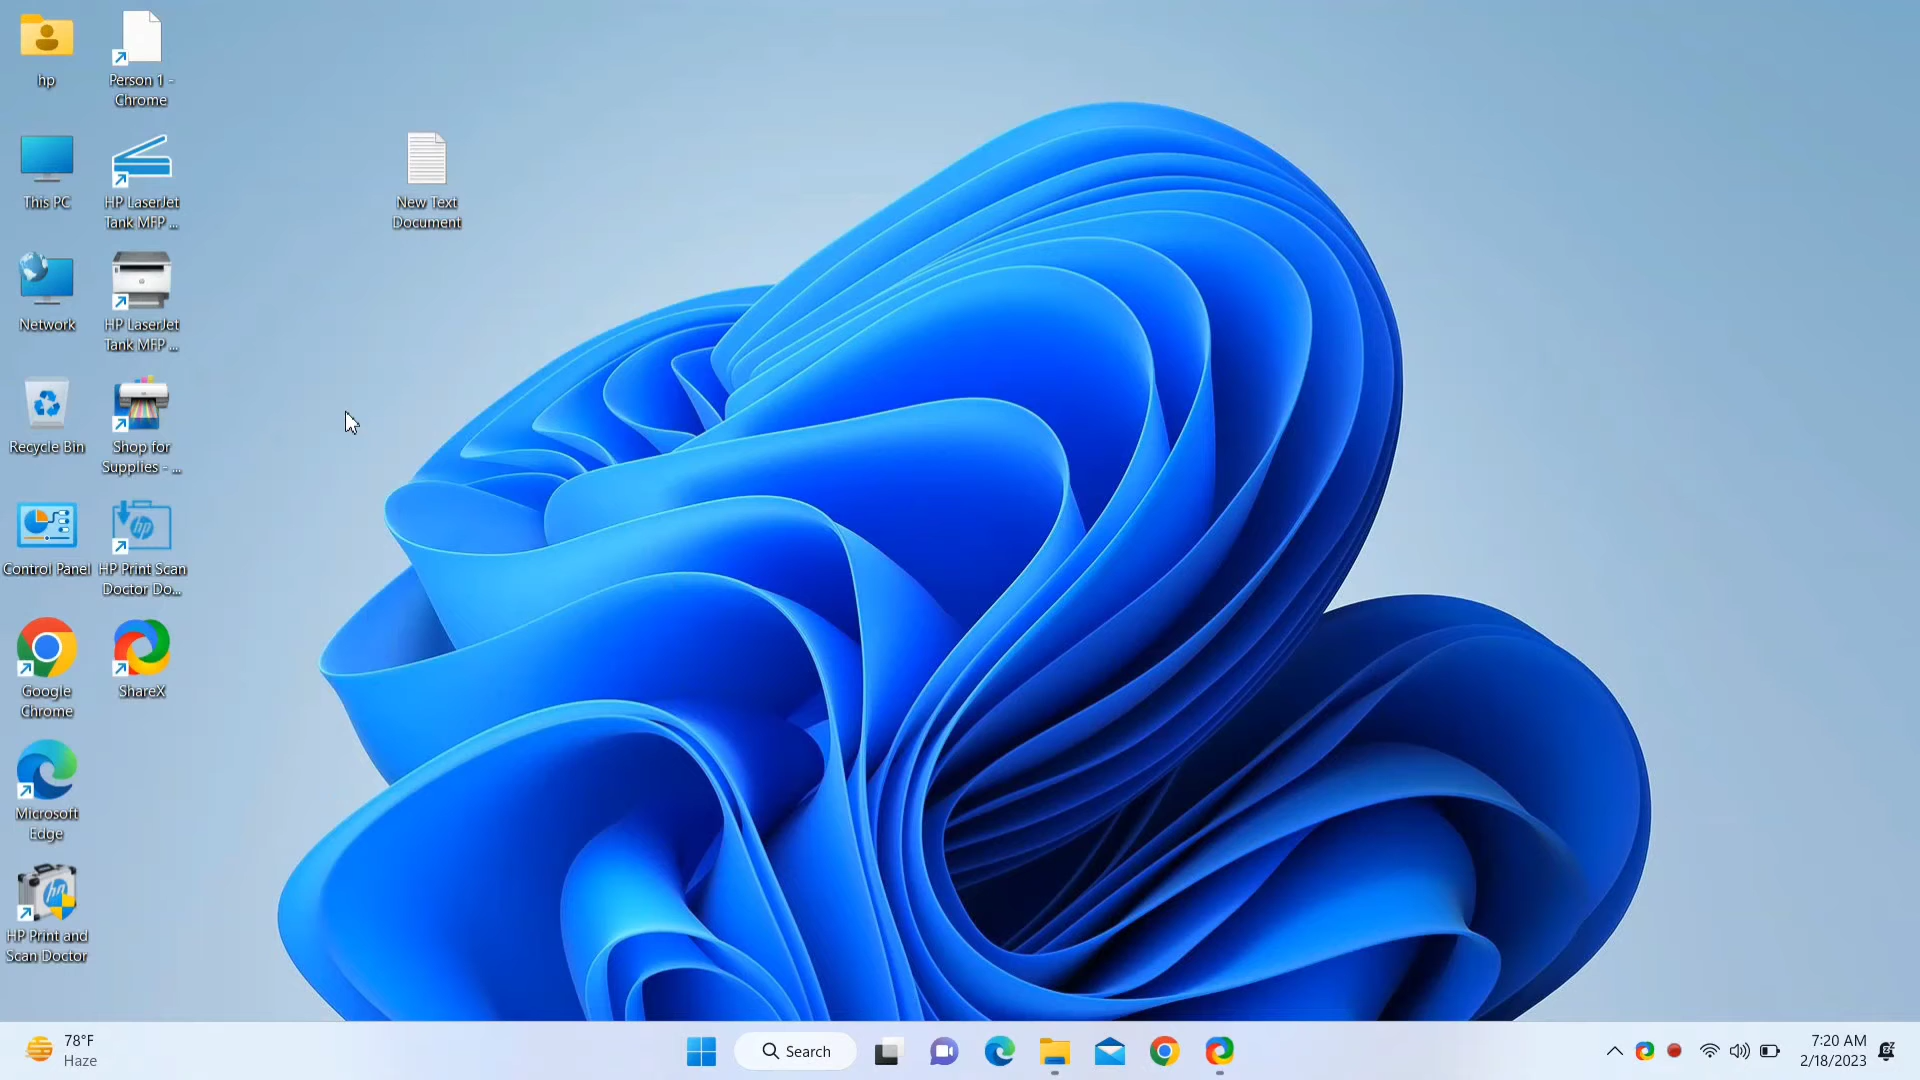 hp
Person 1 -
Chrome
This PC
HP LaserJet
Tank MFP ...
New Text
Document
Network
HP LaserJet
Tank MFP ...
Recycle Bin
Shop for
Supplies - ...
Control Panel
HP Print Scan
Doctor Do...
Google
Chrome
ShareX
Microsoft
Edge
HP Print and
Scan Doctor
78°F
Haze
Search
7:20 AM
2/18/2023